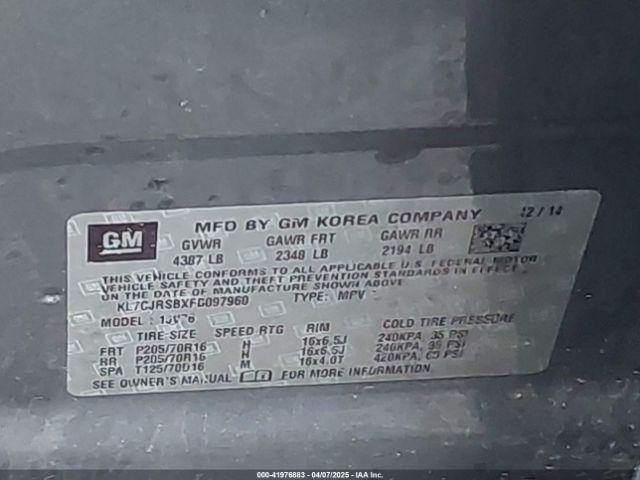 GM
MFD BY GM KOREA COMPANY 12 / 14
GVWR GAWR FRT GAWR RR
4387 LB 2348 LB 2194 LB
THIS VEHICLE CONFORMS TO ALL APPLICABLE U.S. FEDERAL MOTOR
VEHICLE SAFETY AND THEFT PREVENTION STANDARDS IN EFFECT
ON THE DATE OF MANUFACTURE SHOWN ABOVE.
TYPE: MPV
MODEL:
TIRE SIZE SPEED RTG RIM COLD TIRE PRESSURE
FRT P205/70R16 H 16x6.5J 240KPA, 35 PSI
RR P205/70R16 H 16x6.5J 240KPA, PSI
SPA T125/70D16 M 16x4.0T 420KPA, PSI
SEE OWNER'S MANUAL FOR MORE INFORMATION.
000-41976883 - 04/07/2025 - Copyright IAA, Inc.